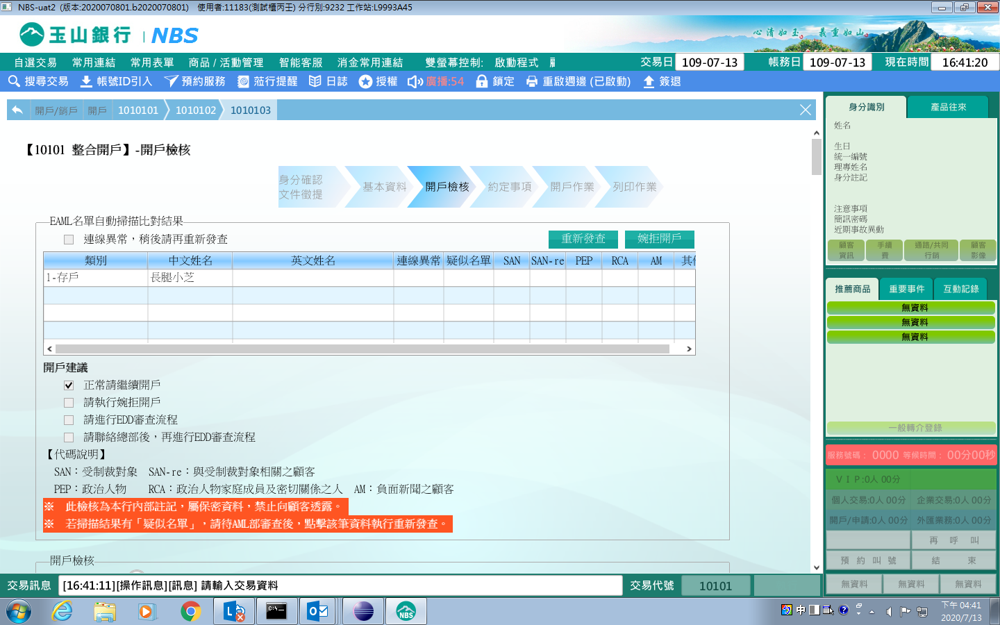 NBS-uat2 (版本:2020070801.b2020070801) 使用者:11183(測試櫃丙壬) 分行別:9232 工作站:L9993A45
玉山銀行 | NBS
心清如玉 義重如山
自選交易 常用連結 常用表單 商品 / 活動管理 智能客服 消金常用連結 雙螢幕控制: 啟動程式
交易日 109-07-13 帳務日 109-07-13 現在時間 16:41:20
搜尋交易 帳號ID引入 預約服務 蒞行提醒 日誌 授權 廣播:54 鎖定 重啟週邊 (已啟動) 簽退
開戶/銷戶 開戶 1010101 1010102 1010103
【10101 整合開戶】-開戶檢核
身分確認
文件徵提
基本資料 開戶檢核 約定事項 開戶作業 列印作業
EAML名單自動掃描比對結果
連線異常，稍後請再重新發查
重新發查 婉拒開戶
類別 中文姓名 英文姓名 連線異常 疑似名單 SAN SAN-re PEP RCA AM
1-存戶 長腿小芝
開戶建議
正常請繼續開戶
請執行婉拒開戶
請進行EDD審查流程
請聯絡總部後，再進行EDD審查流程
【代碼說明】
SAN：受制裁對象 SAN-re：與受制裁對象相關之顧客
PEP：政治人物 RCA：政治人物家庭成員及密切關係之人 AM：負面新聞之顧客
※ 此檢核為本行內部註記，屬保密資料，禁止向顧客透露。
※ 若掃描結果有「疑似名單」，請待AML部審查後，點擊該筆資料執行重新發查。
開戶檢核
身分識別 產品往來
姓名
生日
統一編號
理專姓名
身分註記
注意事項
簡訊密碼
近期事故異動
顧客
資訊
手續
費
通路/共同
行銷
顧客
影像
推薦商品 重要事件 互動記錄
無資料
無資料
無資料
一般轉介登錄
服務號碼： 0000 等候時間： 00分00秒
ＶＩＰ:0人 00分
個人交易:0人 00分 企業交易:0人 00分
開戶/申請:0人 00分 外匯業務:0人 00分
再 呼 叫
預 約 叫 號 結 束
無資料 無資料 無資料
交易訊息 [16:41:11][操作訊息][訊息] 請輸入交易資料 交易代號 10101
NBS
中
下午 04:41
2020/7/13